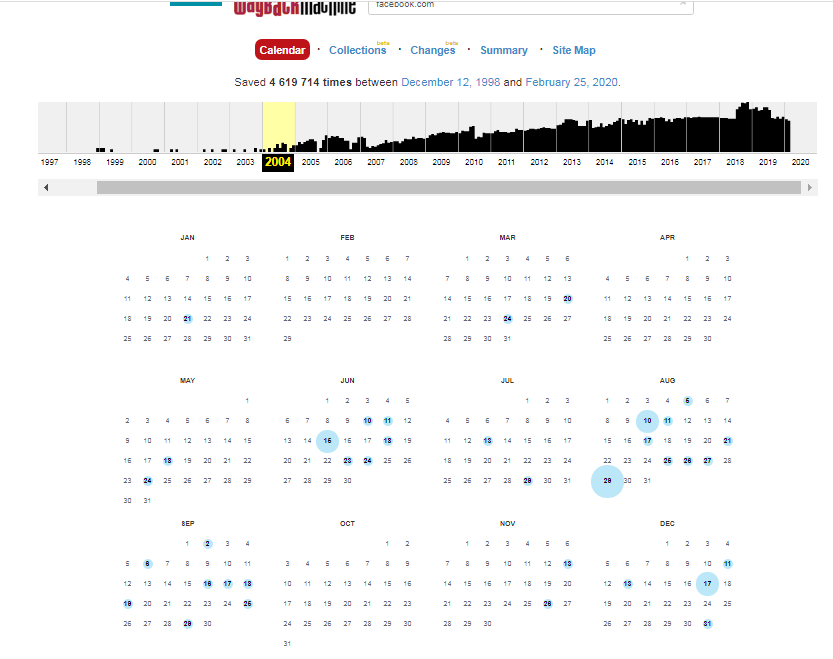 WayBack Machine
facebook.com
Calendar · Collections beta · Changes beta · Summary · Site Map
Saved 4 619 714 times between December 12, 1998 and February 25, 2020.
1997 1998 1999 2000 2001 2002 2003 2004 2005 2006 2007 2008 2009 2010 2011 2012 2013 2014 2015 2016 2017 2018 2019 2020
JAN
1 2 3
4 5 6 7 8 9 10
11 12 13 14 15 16 17
18 19 20 21 22 23 24
25 26 27 28 29 30 31
FEB
1 2 3 4 5 6 7
8 9 10 11 12 13 14
15 16 17 18 19 20 21
22 23 24 25 26 27 28
29
MAR
1 2 3 4 5 6
7 8 9 10 11 12 13
14 15 16 17 18 19 20
21 22 23 24 25 26 27
28 29 30 31
APR
1 2 3
4 5 6 7 8 9 10
11 12 13 14 15 16 17
18 19 20 21 22 23 24
25 26 27 28 29 30
MAY
1
2 3 4 5 6 7 8
9 10 11 12 13 14 15
16 17 18 19 20 21 22
23 24 25 26 27 28 29
30 31
JUN
1 2 3 4 5
6 7 8 9 10 11 12
13 14 15 16 17 18 19
20 21 22 23 24 25 26
27 28 29 30
JUL
1 2 3
4 5 6 7 8 9 10
11 12 13 14 15 16 17
18 19 20 21 22 23 24
25 26 27 28 29 30 31
AUG
1 2 3 4 5 6 7
8 9 10 11 12 13 14
15 16 17 18 19 20 21
22 23 24 25 26 27 28
29 30 31
SEP
1 2 3 4
5 6 7 8 9 10 11
12 13 14 15 16 17 18
19 20 21 22 23 24 25
26 27 28 29 30
OCT
1 2
3 4 5 6 7 8 9
10 11 12 13 14 15 16
17 18 19 20 21 22 23
24 25 26 27 28 29 30
31
NOV
1 2 3 4 5 6
7 8 9 10 11 12 13
14 15 16 17 18 19 20
21 22 23 24 25 26 27
28 29 30
DEC
1 2 3 4
5 6 7 8 9 10 11
12 13 14 15 16 17 18
19 20 21 22 23 24 25
26 27 28 29 30 31